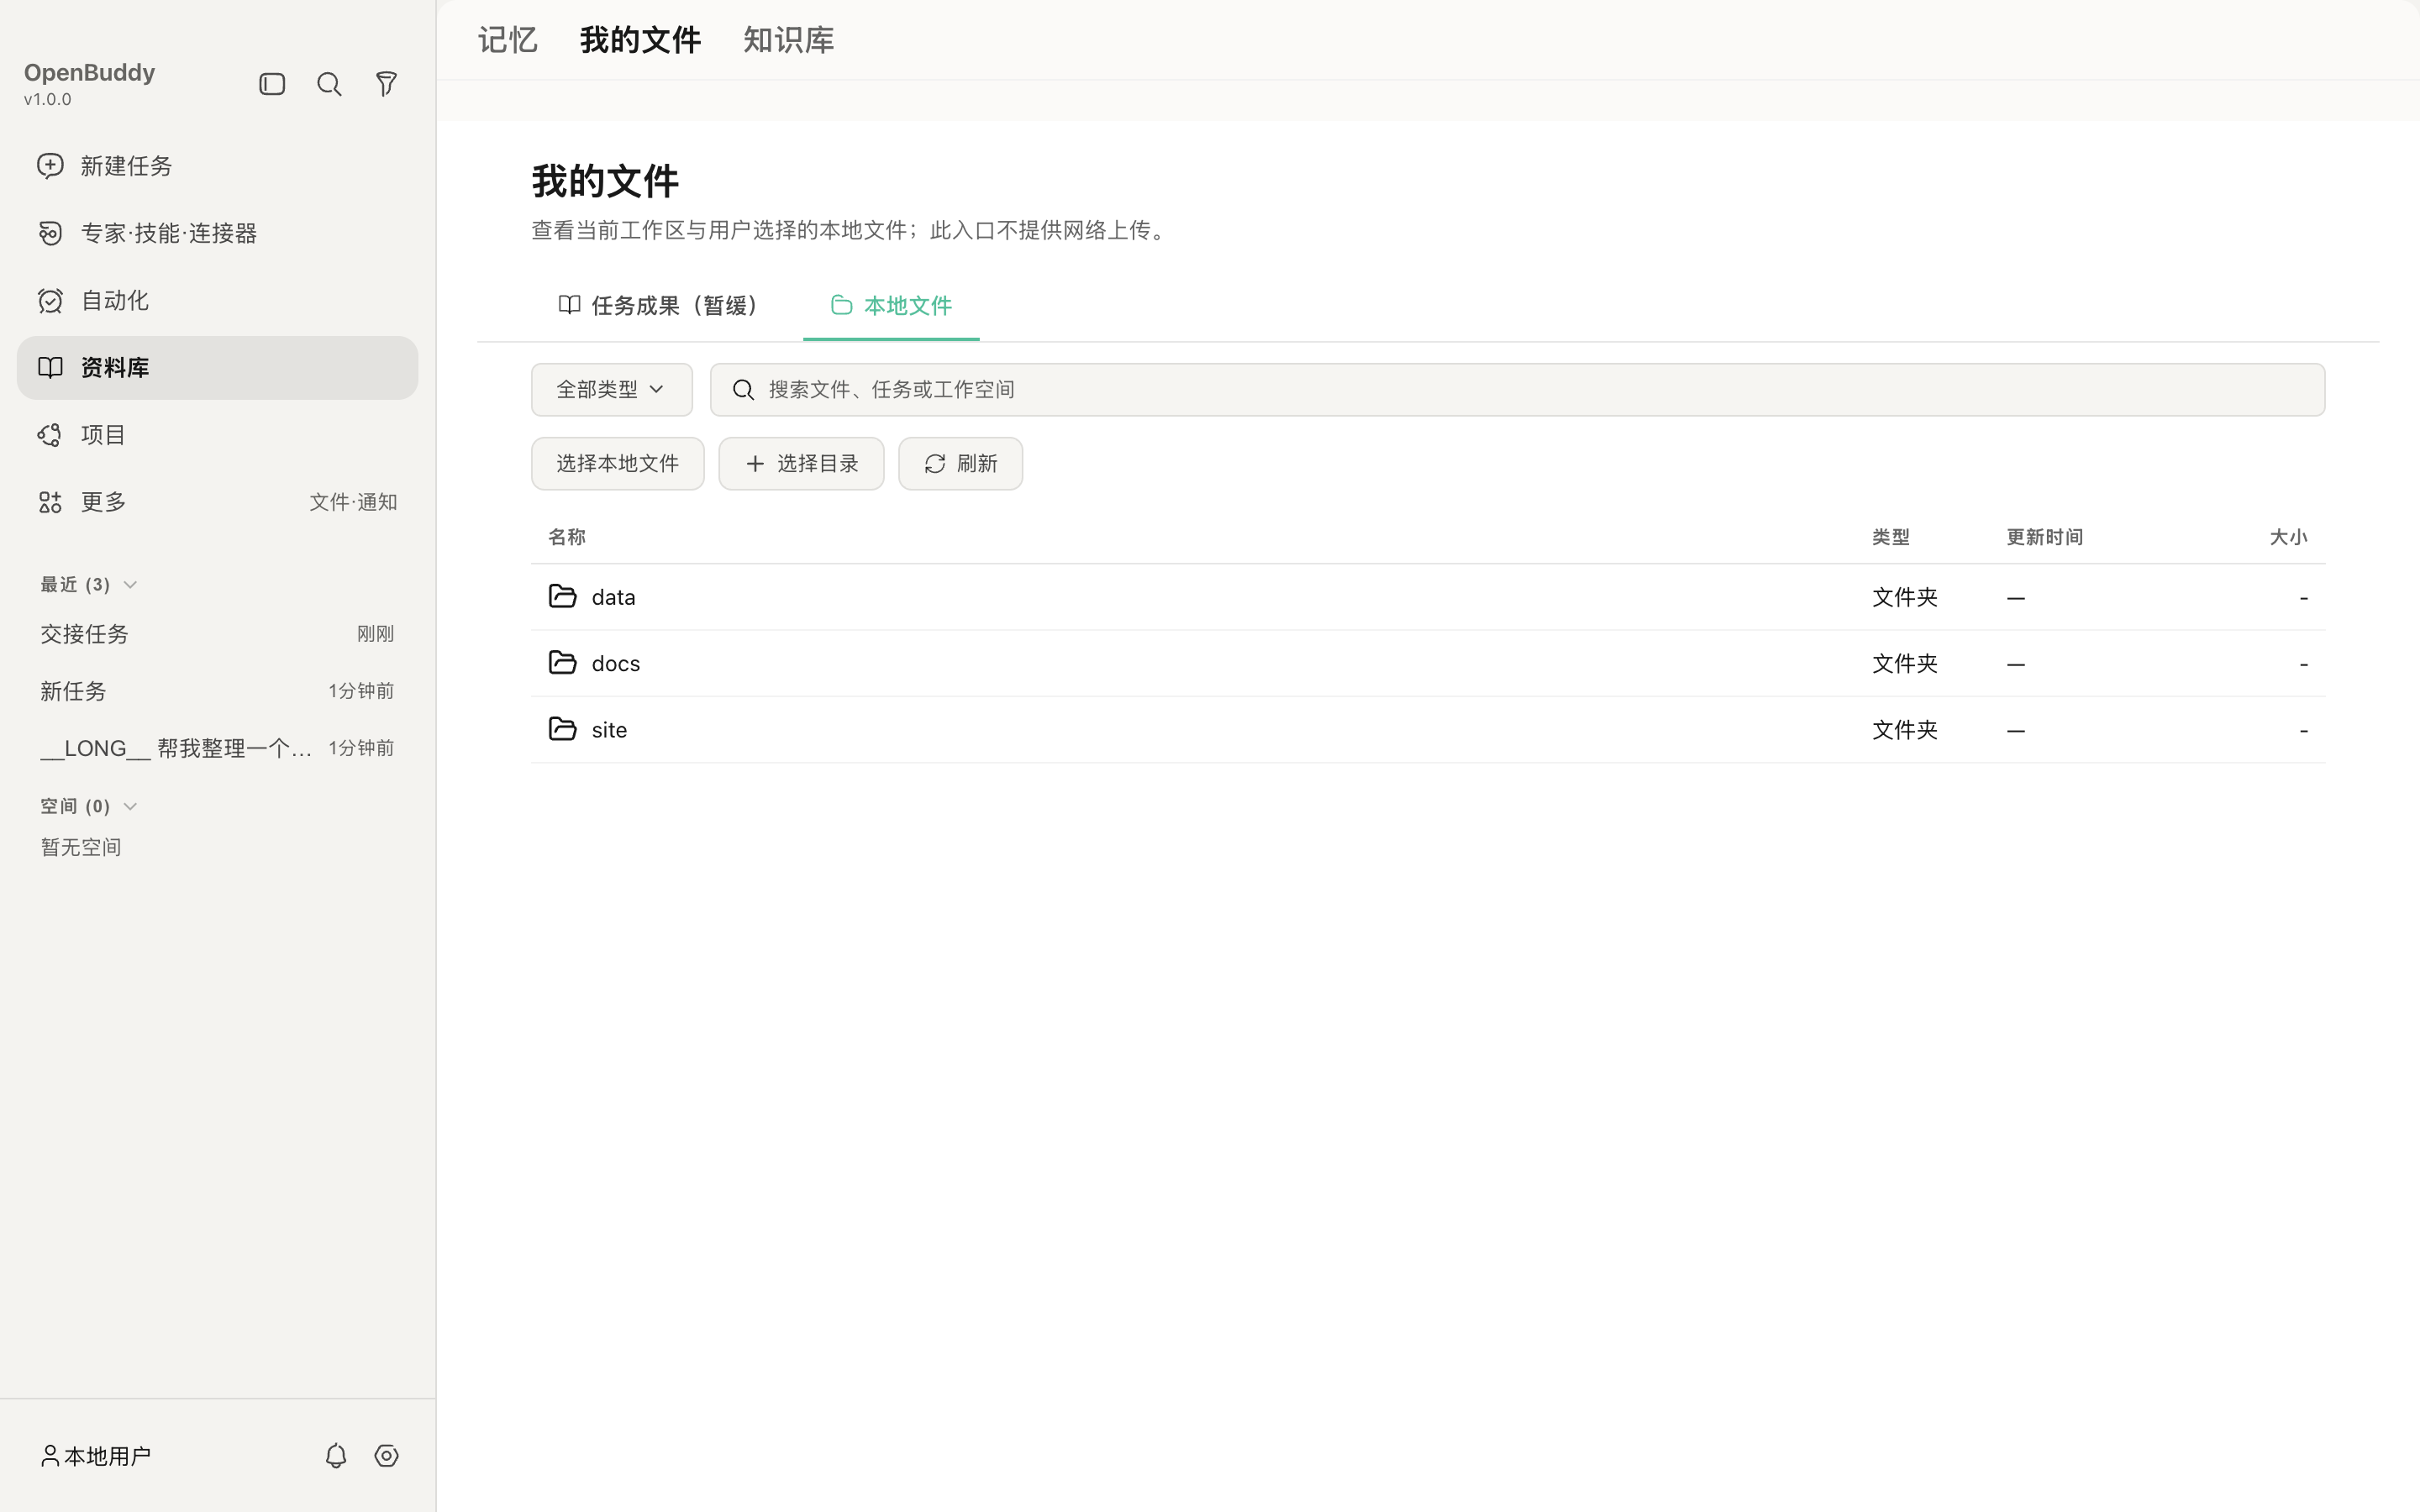 OpenBuddy
v1.0.0
新建任务
专家·技能·连接器
自动化
资料库
项目
更多 文件·通知
最近 (3)
交接任务 刚刚
新任务 1分钟前
__LONG__ 帮我整理一个… 1分钟前
空间 (0)
暂无空间
本地用户
记忆 我的文件 知识库
我的文件
查看当前工作区与用户选择的本地文件；此入口不提供网络上传。
任务成果（暂缓） 本地文件
全部类型 搜索文件、任务或工作空间
选择本地文件 选择目录 刷新
名称 类型 更新时间 大小
data 文件夹 — -
docs 文件夹 — -
site 文件夹 — -